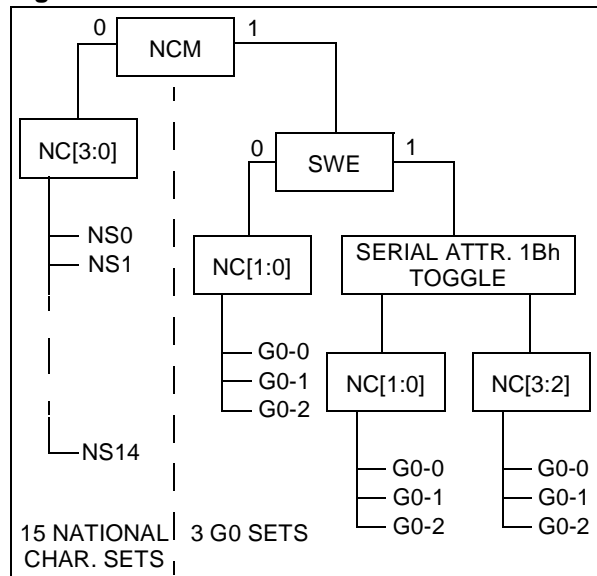 0
NCM
1
NC[3:0]
0
SWE
1
NS0
NS1
NS14
NC[1:0]
SERIAL ATTR. 1Bh
TOGGLE
G0-0
G0-1
G0-2
NC[1:0]
NC[3:2]
G0-0
G0-1
G0-2
G0-0
G0-1
G0-2
15 NATIONAL
CHAR. SETS
3 G0 SETS